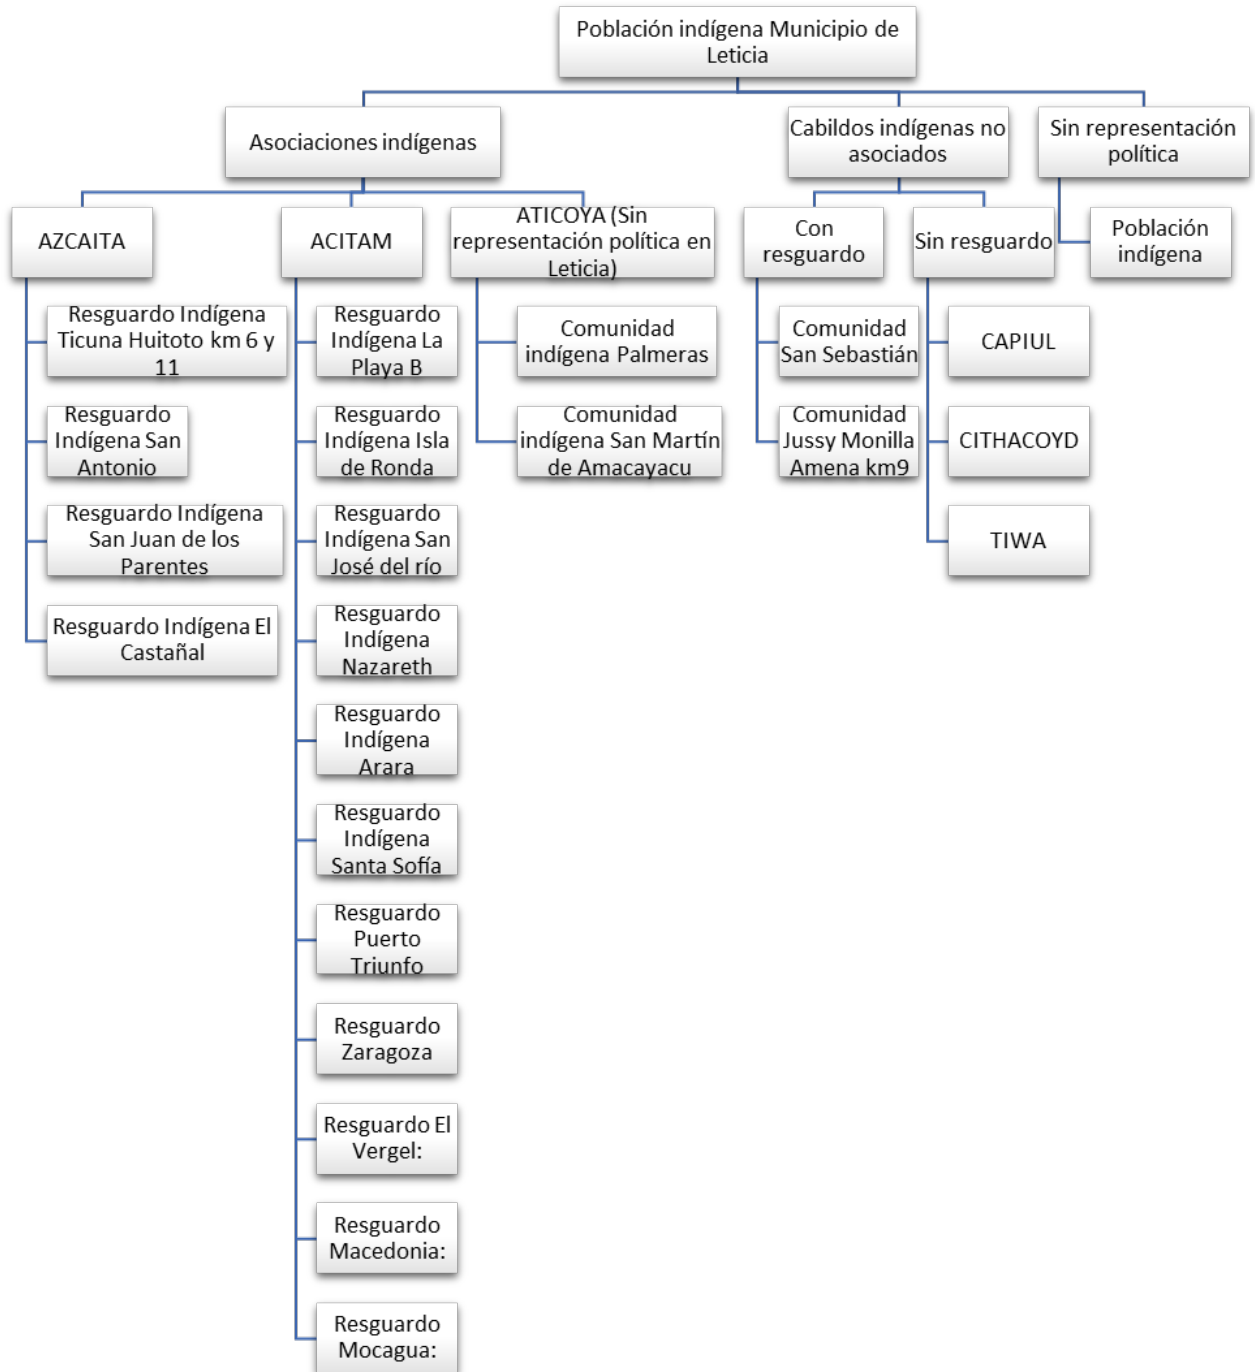 Población indígena Municipio de
Leticia
Asociaciones indígenas
Cabildos indígenas no
asociados
Sin representación
política
AZCAITA
ACITAM
ATICOYA (Sin
representación política en
Leticia)
Con
resguardo
Sin resguardo
Población
indígena
Resguardo Indígena
Ticuna Huitoto km 6 y
11
Resguardo
Indígena San
Antonio
Resguardo Indígena
San Juan de los
Parentes
Resguardo Indígena El
Castañal
Resguardo
Indígena La
Playa B
Resguardo
Indígena Isla
de Ronda
Resguardo
Indígena San
José del río
Resguardo
Indígena
Nazareth
Resguardo
Indígena
Arara
Resguardo
Indígena
Santa Sofía
Resguardo
Puerto
Triunfo
Resguardo
Zaragoza
Resguardo El
Vergel:
Resguardo
Macedonia:
Resguardo
Mocagua:
Comunidad
indígena Palmeras
Comunidad
indígena San Martín
de Amacayacu
Comunidad
San Sebastián
Comunidad
Jussy Monilla
Amena km9
CAPIUL
CITHACOYD
TIWA